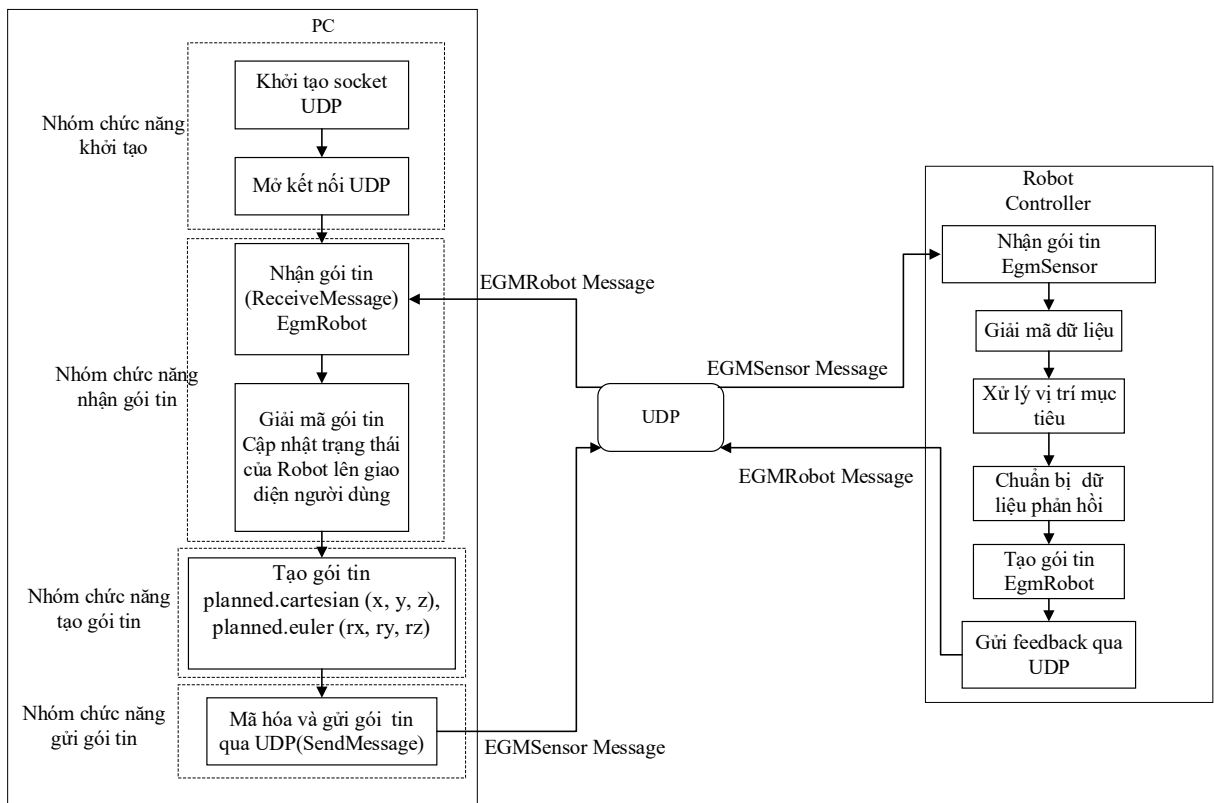 PC
Nhóm chức năng
khởi tạo
Khởi tạo socket
UDP
Mở kết nối UDP
Nhóm chức năng
nhận gói tin
Nhận gói tin
(ReceiveMessage)
EgmRobot
Giải mã gói tin
Cập nhật trạng thái
của Robot lên giao
diện người dùng
Nhóm chức năng
tạo gói tin
Tạo gói tin
planned.cartesian (x, y, z),
planned.euler (rx, ry, rz)
Nhóm chức năng
gửi gói tin
Mã hóa và gửi gói tin
qua UDP(SendMessage)
EGMRobot Message
EGMSensor Message
UDP
EGMRobot Message
EGMSensor Message
Robot
Controller
Nhận gói tin
EgmSensor
Giải mã dữ liệu
Xử lý vị trí mục
tiêu
Chuẩn bị dữ
liệu phản hồi
Tạo gói tin
EgmRobot
Gửi feedback qua
UDP